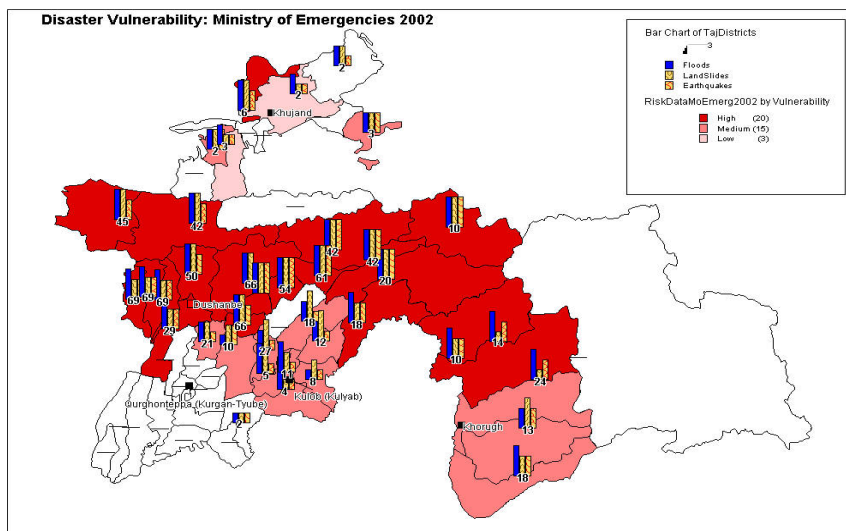 Disaster Vulnerability: Ministry of Emergencies 2002
Bar Chart of TajDistricts
3
Floods
LandSlides
Earthquakes
RiskDataMoEmerg2002 by Vulnerability
High (20)
Medium (15)
Low (3)
2
2
6
Khujand
3
2
3
45
42
10
42
42
50
66
54
61
20
69
69
69
Dushanbe
29
66
18
18
21
10
27
12
14
10
5
11
8
24
4
Kulob (Kulyab)
Qurghonteppa (Kurgan-Tyube)
2
13
Khorugh
18